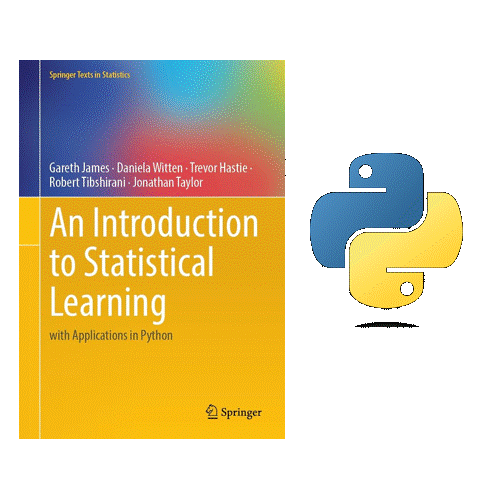 Springer Texts in Statistics
Gareth James · Daniela Witten · Trevor Hastie ·
Robert Tibshirani · Jonathan Taylor
An Introduction
to Statistical
Learning
with Applications in Python
Springer